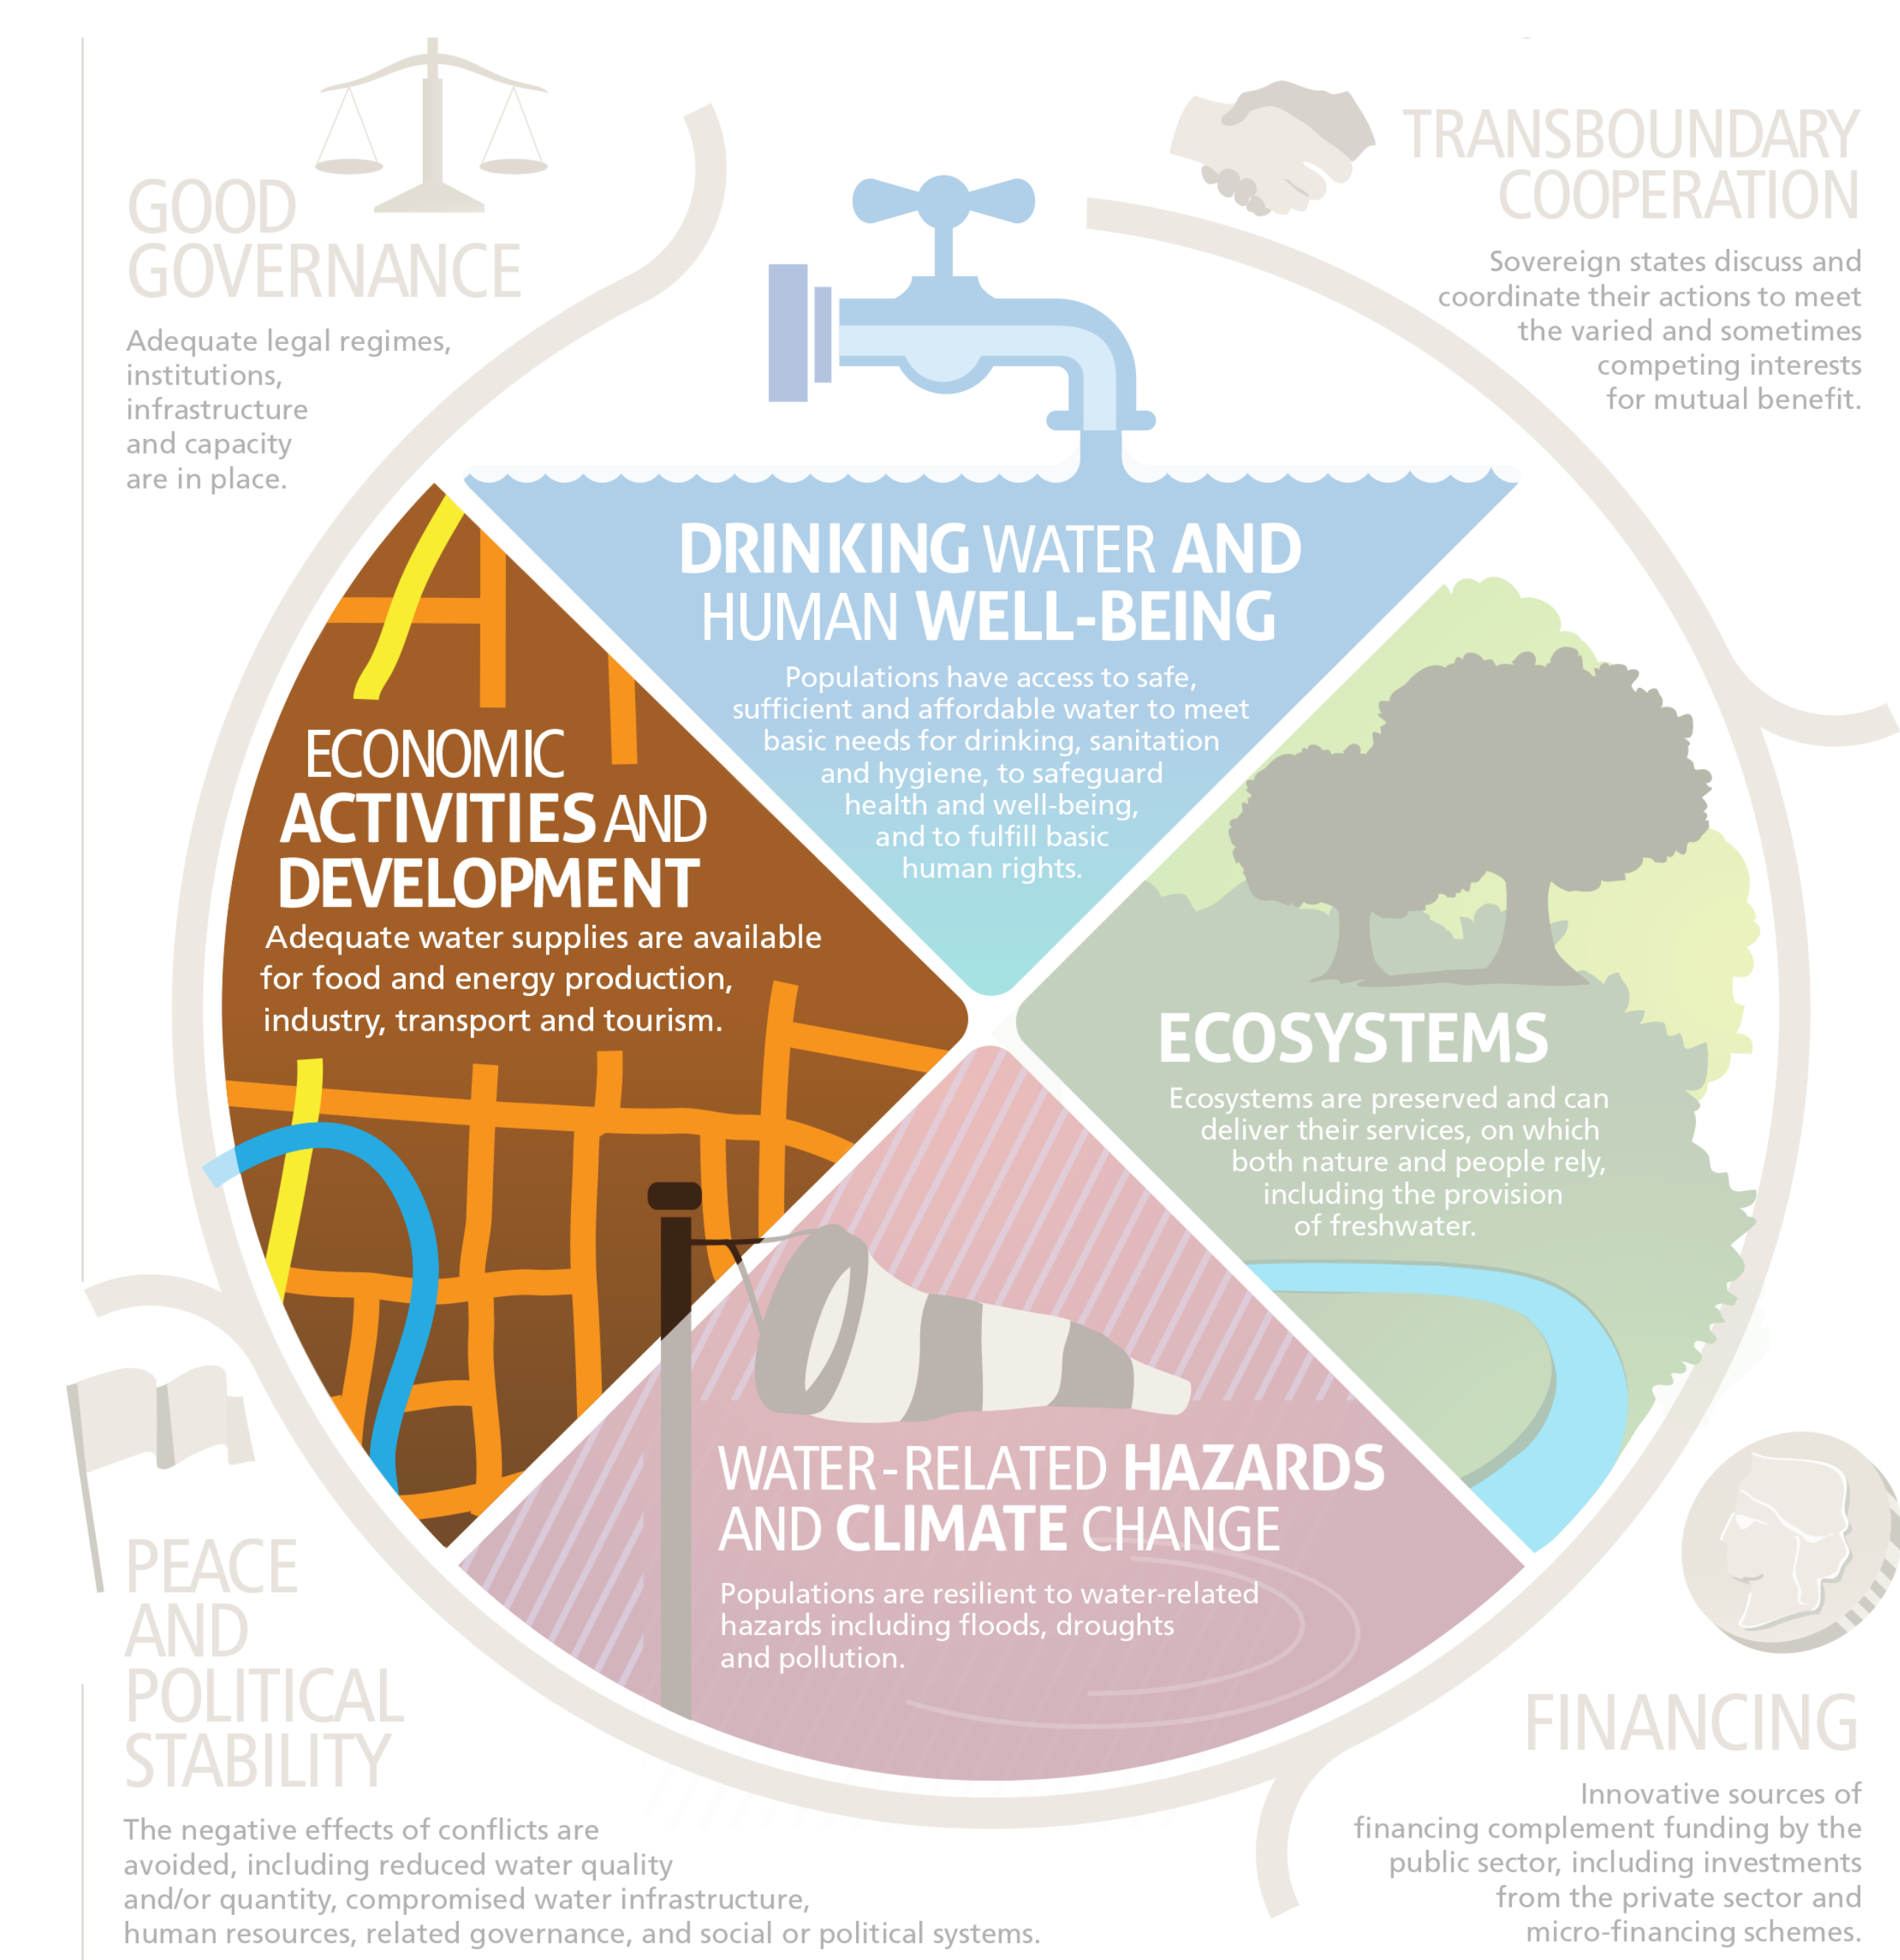 GOOD
GOVERNANCE
Adequate legal regimes,
institutions,
infrastructure
and capacity
are in place.
TRANSBOUNDARY
COOPERATION
Sovereign states discuss and
coordinate their actions to meet
the varied and sometimes
competing interests
for mutual benefit.
DRINKING WATER AND
HUMAN WELL-BEING
Populations have access to safe,
sufficient and affordable water to meet
basic needs for drinking, sanitation
and hygiene, to safeguard
health and well-being,
and to fulfill basic
human rights.
ECONOMIC
ACTIVITIES AND
DEVELOPMENT
Adequate water supplies are available
for food and energy production,
industry, transport and tourism.
ECOSYSTEMS
Ecosystems are preserved and can
deliver their services, on which
both nature and people rely,
including the provision
of freshwater.
WATER-RELATED HAZARDS
AND CLIMATE CHANGE
Populations are resilient to water-related
hazards including floods, droughts
and pollution.
PEACE
AND
POLITICAL
STABILITY
The negative effects of conflicts are
avoided, including reduced water quality
and/or quantity, compromised water infrastructure,
human resources, related governance, and social or political systems.
FINANCING
Innovative sources of
financing complement funding by the
public sector, including investments
from the private sector and
micro-financing schemes.